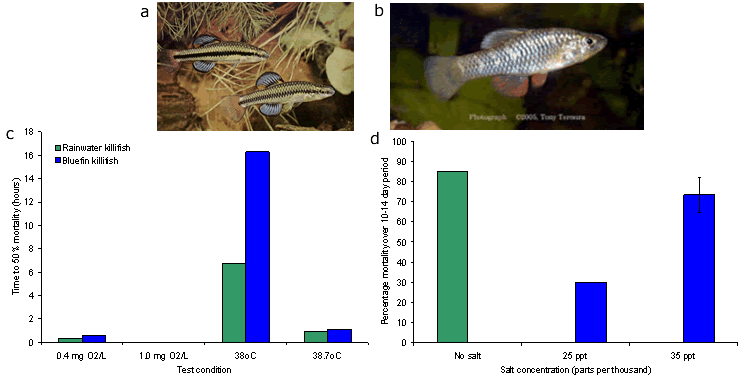 a
b
Photograph ©2005, Tony Terceira
c
18
16
14
12
10
8
6
4
2
0
Time to 50% mortality (hours)
Rainwater killifish
Bluefin killifish
0.4 mg O2/L
1.0 mg O2/L
38oC
38.7oC
Test condition
d
100
90
80
70
60
50
40
30
20
10
0
Percentage mortality over 10-14 day period
No salt
25 ppt
35 ppt
Salt concentration (parts per thousand)